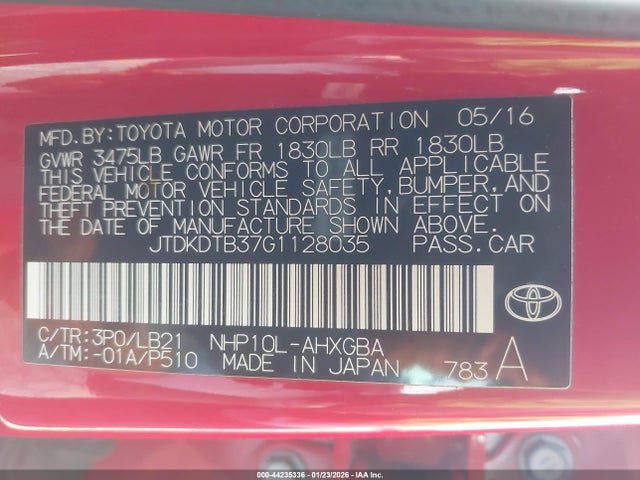 MFD.BY:TOYOTA MOTOR CORPORATION 05/16
GVWR 3475LB GAWR FR 1830LB RR 1830LB
THIS VEHICLE CONFORMS TO ALL APPLICABLE
FEDERAL MOTOR VEHICLE SAFETY,BUMPER,AND
THEFT PREVENTION STANDARDS IN EFFECT ON
THE DATE OF MANUFACTURE SHOWN ABOVE.
JTDKDTB37G1128035 PASS.CAR
C/TR:3P0/LB21 NHP10L-AHXGBA
A/TM:-01A/P510 MADE IN JAPAN 783 A
000-44235336 - 01/23/2026 - IAA Inc.